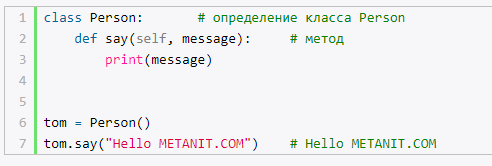 1 class Person:       # определение класса Person
2     def say(self, message):     # метод
3         print(message)
4
5
6 tom = Person()
7 tom.say("Hello METANIT.COM")    # Hello METANIT.COM